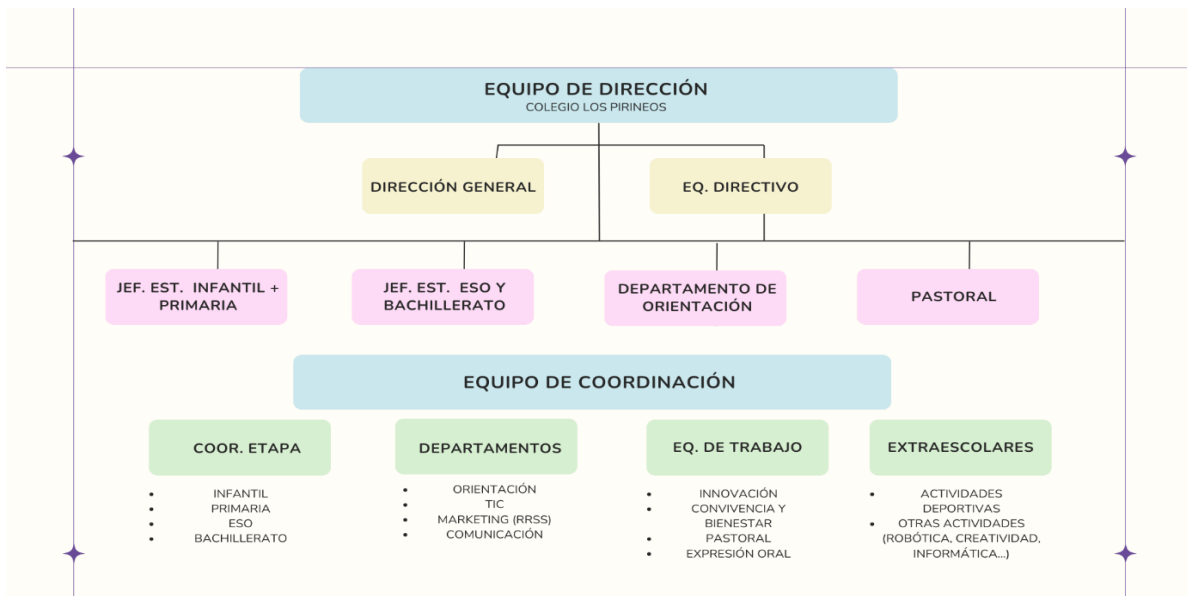 EQUIPO DE DIRECCIÓN
COLEGIO LOS PIRINEOS
DIRECCIÓN GENERAL
EQ. DIRECTIVO
JEF. EST. INFANTIL +
PRIMARIA
JEF. EST. ESO Y
BACHILLERATO
DEPARTAMENTO DE
ORIENTACIÓN
PASTORAL
EQUIPO DE COORDINACIÓN
COOR. ETAPA
• INFANTIL
• PRIMARIA
• ESO
• BACHILLERATO
DEPARTAMENTOS
• ORIENTACIÓN
• TIC
• MARKETING (RRSS)
• COMUNICACIÓN
EQ. DE TRABAJO
• INNOVACIÓN
• CONVIVENCIA Y
BIENESTAR
• PASTORAL
• EXPRESIÓN ORAL
EXTRAESCOLARES
• ACTIVIDADES
DEPORTIVAS
• OTRAS ACTIVIDADES
(ROBÓTICA, CREATIVIDAD,
INFORMÁTICA...)